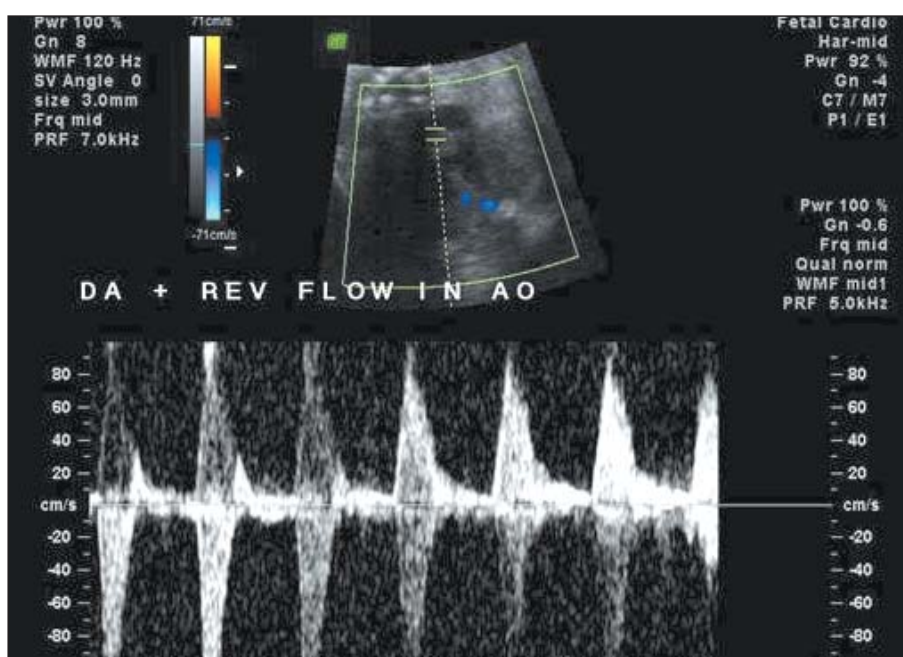 Pwr 100 %
Gn 8
WMF 120 Hz
SV Angle 0
size 3.0mm
Frq mid
PRF 7.0kHz
71cm/s
-71cm/s
Fetal Cardio
Har-mid
Pwr 92 %
Gn -4
C7 / M7
P1 / E1
Pwr 100 %
Gn -0.6
Frq mid
Qual norm
WMF mid1
PRF 5.0kHz
DA + REV FLOW IN AO
80
60
40
20
cm/s
-20
-40
-60
-80
80
60
40
20
cm/s
-20
-40
-60
-80